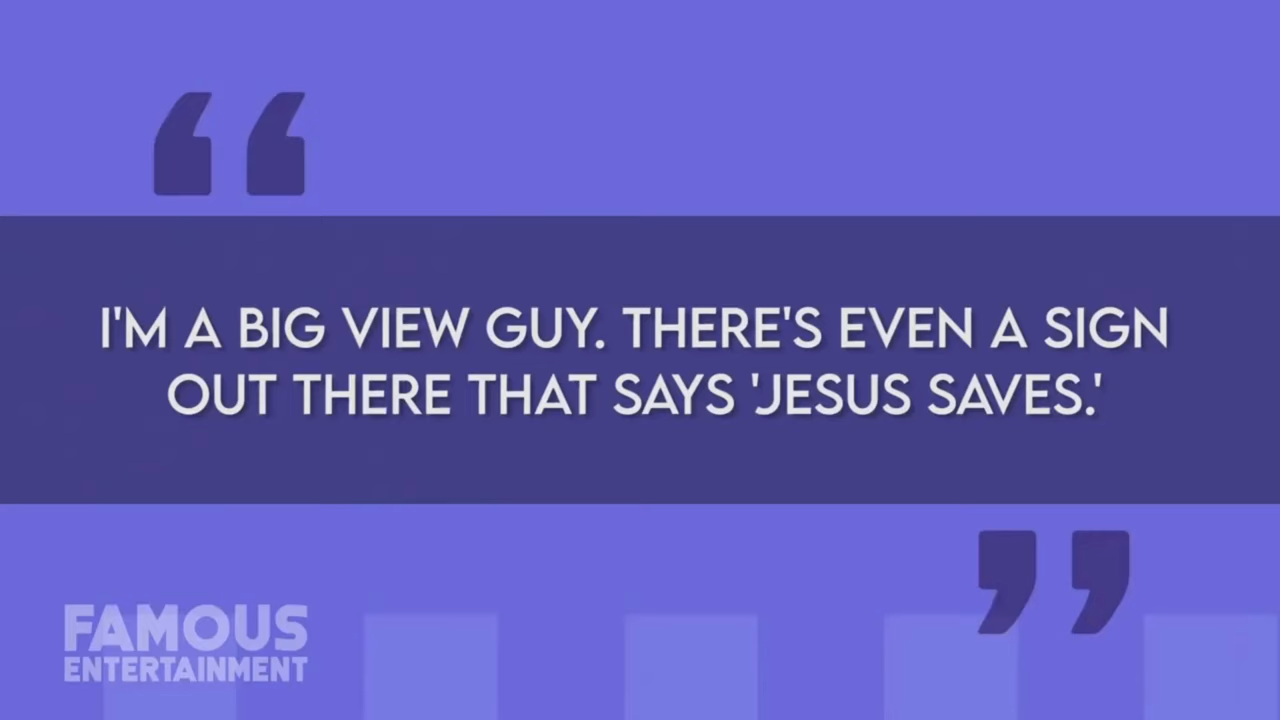 I'M A BIG VIEW GUY. THERE'S EVEN A SIGN
OUT THERE THAT SAYS 'JESUS SAVES.'
FAMOUS
ENTERTAINMENT